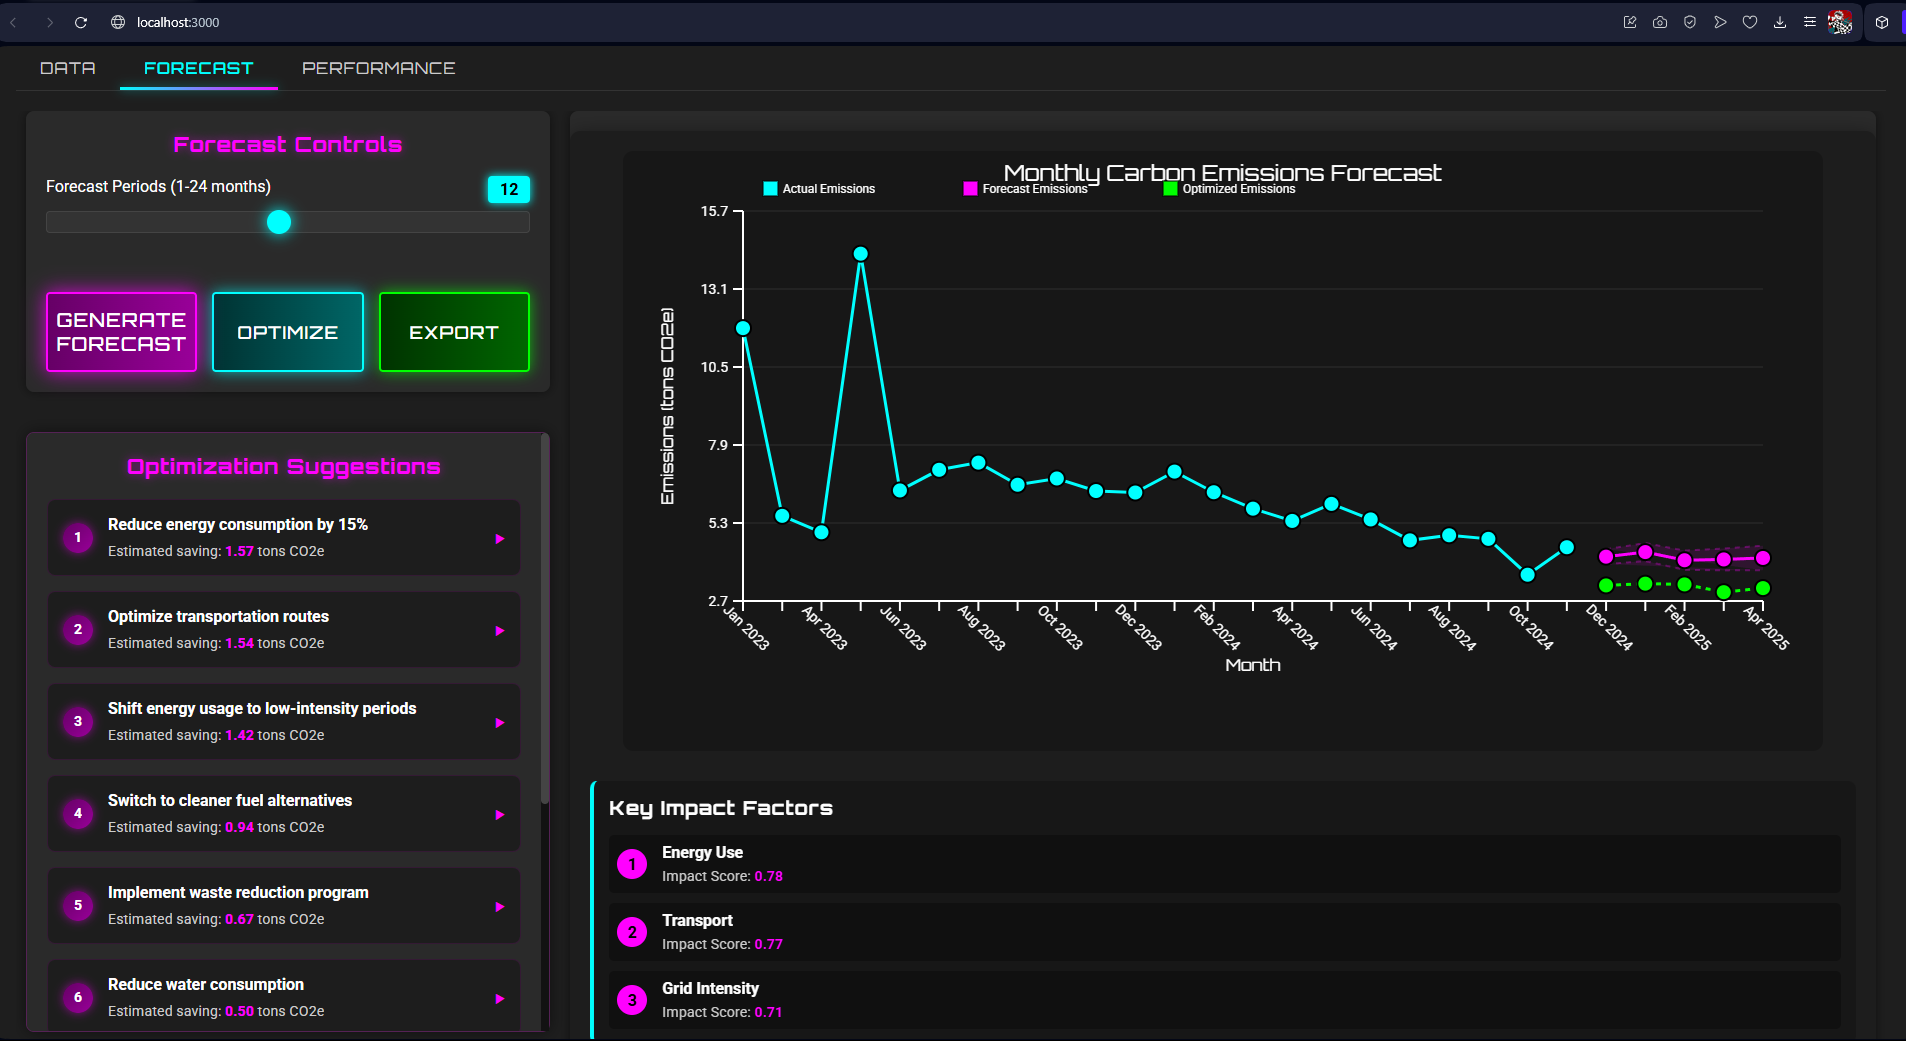 localhost:3000
DATA
FORECAST
PERFORMANCE
Forecast Controls
Forecast Periods (1-24 months)
12
GENERATE
FORECAST
OPTIMIZE
EXPORT
Optimization Suggestions
1
Reduce energy consumption by 15%
Estimated saving: 1.57 tons CO2e
2
Optimize transportation routes
Estimated saving: 1.54 tons CO2e
3
Shift energy usage to low-intensity periods
Estimated saving: 1.42 tons CO2e
4
Switch to cleaner fuel alternatives
Estimated saving: 0.94 tons CO2e
5
Implement waste reduction program
Estimated saving: 0.67 tons CO2e
6
Reduce water consumption
Estimated saving: 0.50 tons CO2e
Monthly Carbon Emissions Forecast
Actual Emissions
Forecast Emissions
Optimized Emissions
15.7
13.1
10.5
7.9
5.3
2.7
Emissions (tons CO2e)
Jan 2023
Apr 2023
Jun 2023
Aug 2023
Oct 2023
Dec 2023
Feb 2024
Apr 2024
Jun 2024
Aug 2024
Oct 2024
Dec 2024
Feb 2025
Apr 2025
Month
Key Impact Factors
1
Energy Use
Impact Score: 0.78
2
Transport
Impact Score: 0.77
3
Grid Intensity
Impact Score: 0.71